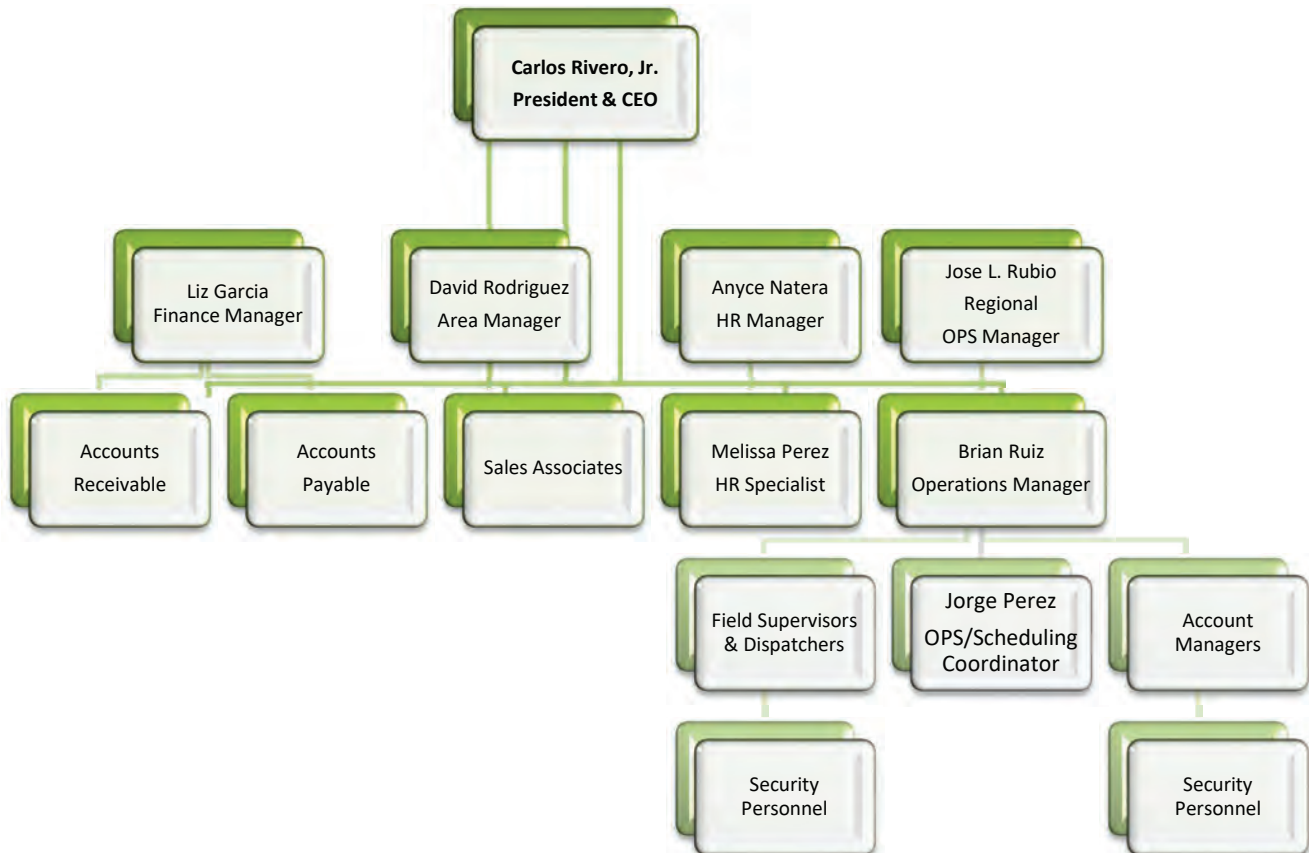 Carlos Rivero, Jr.
President & CEO
Liz Garcia
Finance Manager
David Rodriguez
Area Manager
Anyce Natera
HR Manager
Jose L. Rubio
Regional
OPS Manager
Accounts
Receivable
Accounts
Payable
Sales Associates
Melissa Perez
HR Specialist
Brian Ruiz
Operations Manager
Field Supervisors
& Dispatchers
Jorge Perez
OPS/Scheduling
Coordinator
Account
Managers
Security
Personnel
Security
Personnel